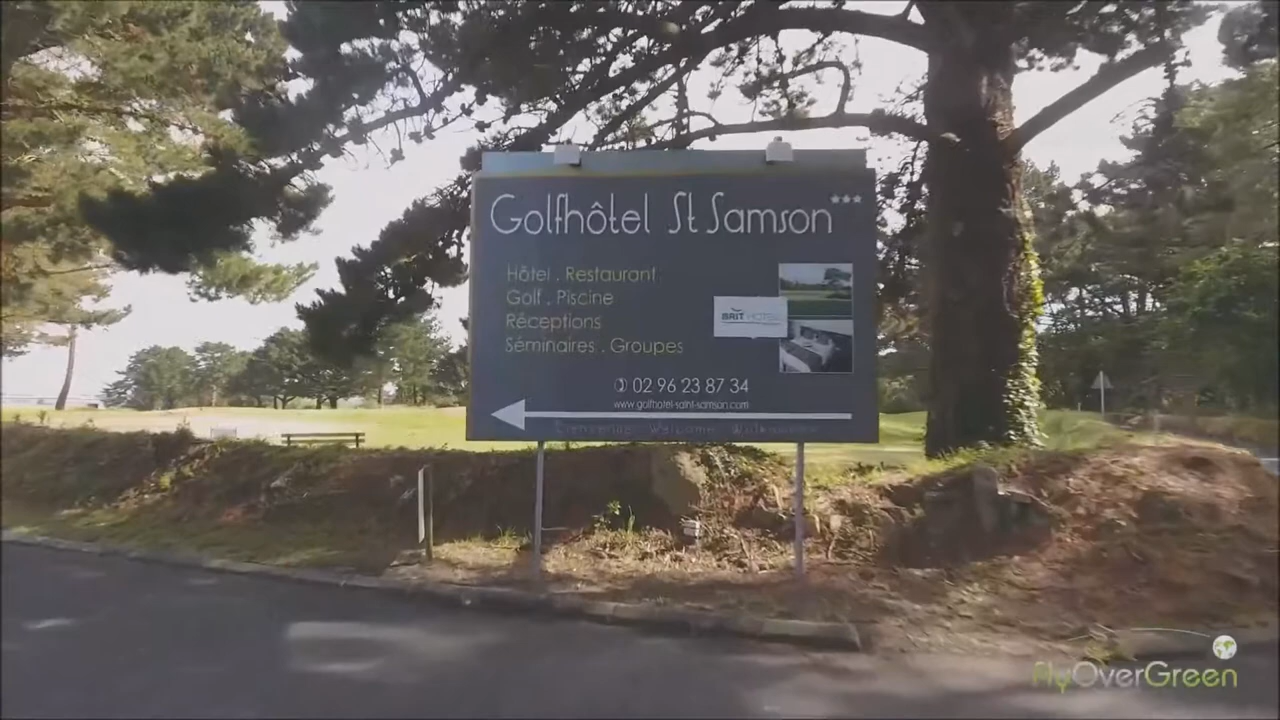 Golfhôtel St Samson ***
Hôtel . Restaurant
Golf . Piscine
Réceptions
Séminaires . Groupes
BRIT HOTEL
02 96 23 87 34
www.golfhotel-saint-samson.com
Bienvenue Welcome
flyOverGreen